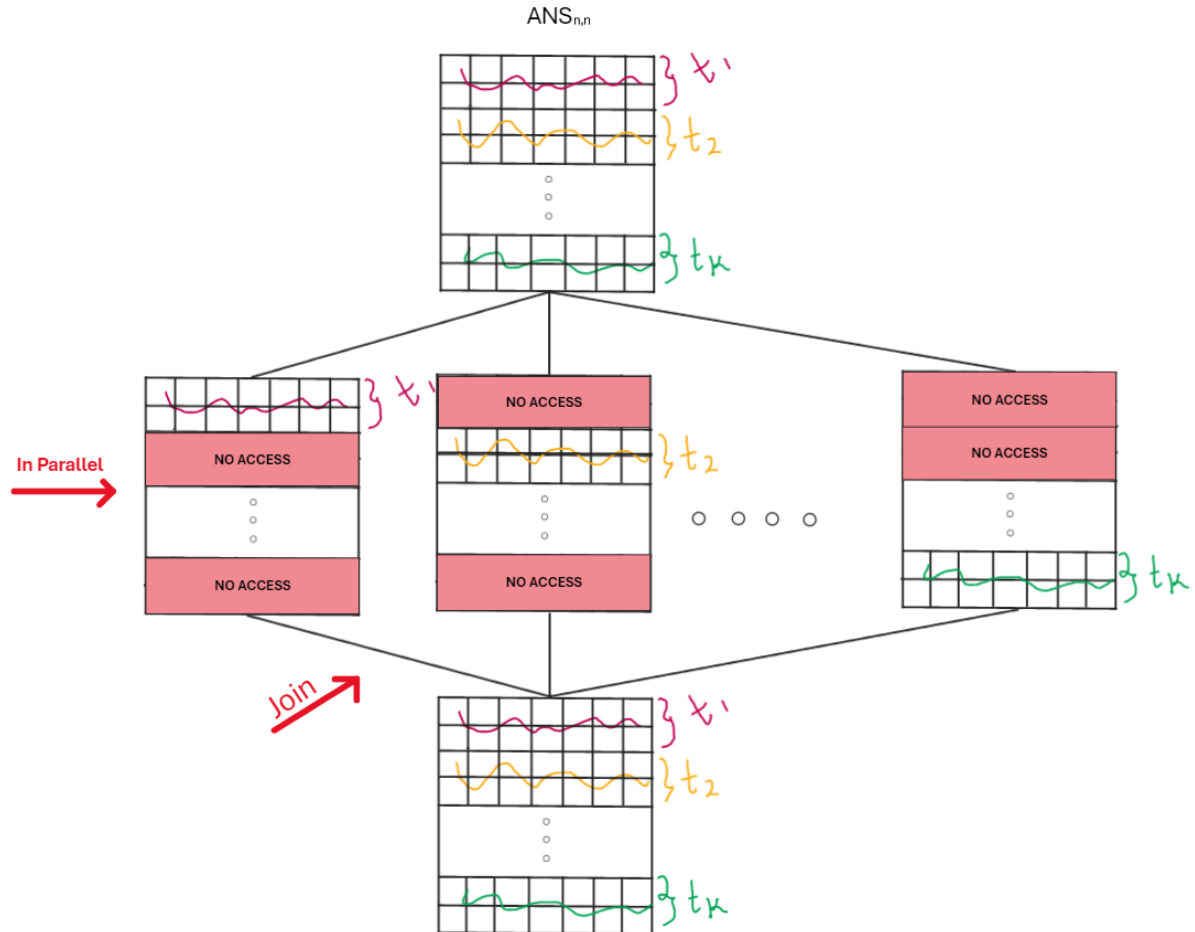 ANSₙ,ₙ
} t₁
} t₂
} tₖ
} t₁
NO ACCESS
NO ACCESS
NO ACCESS
} t₂
NO ACCESS
NO ACCESS
NO ACCESS
} tₖ
In Parallel
Join
} t₁
} t₂
} tₖ